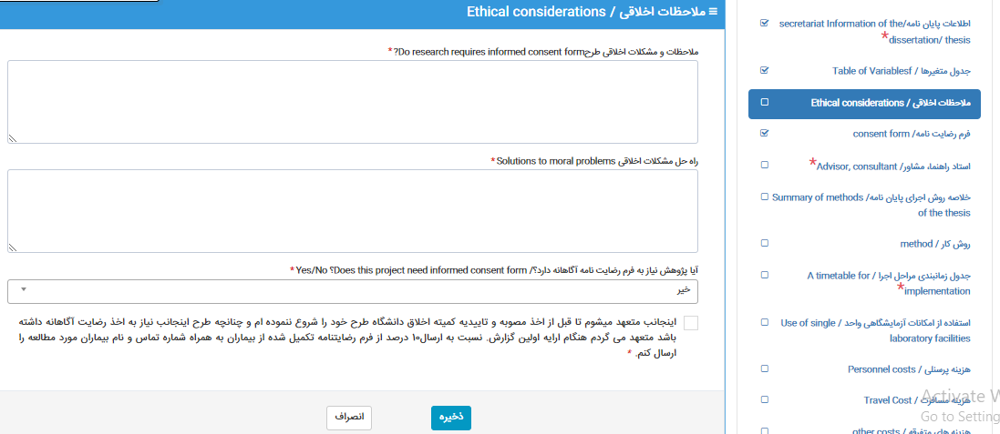 ≡ ملاحظات اخلاقی / Ethical considerations
ملاحظات و مشکلات اخلاقی طرحDo research requires informed consent form?*
راه حل مشکلات اخلاقی Solutions to moral problems *
آیا پژوهش نیاز به فرم رضایت نامه آگاهانه دارد؟/ Does this project need informed consent form? Yes/No *
خیر
اینجانب متعهد میشوم تا قبل از اخذ مصوبه و تاییدیه کمیته اخلاق دانشگاه طرح خود را شروع ننموده ام و چنانچه طرح اینجانب نیاز به اخذ رضایت آگاهانه داشته
باشد متعهد می گردم هنگام ارایه اولین گزارش، نسبت به ارسال۱۰ درصد از فرم رضایتنامه تکمیل شده از بیماران به همراه شماره تماس و نام بیماران مورد مطالعه را
ارسال کنم. *
ذخیره
انصراف
اطلاعات پایان نامه/secretariat Information of the
dissertation/ thesis*
جدول متغیرها / Table of Variablesf
ملاحظات اخلاقی / Ethical considerations
فرم رضایت نامه/ consent form
استاد راهنما، مشاور/ Advisor, consultant*
خلاصه روش اجرای پایان نامه/ Summary of methods
of the thesis
روش کار / method
جدول زمانبندی مراحل اجرا / A timetable for
implementation*
استفاده از امکانات آزمایشگاهی واحد / Use of single
laboratory facilities
هزینه پرسنلی / Personnel costs
هزینه مسافرت / Travel Cost
هزینه های متفرقه / other costs
Activate W
Go to Setting